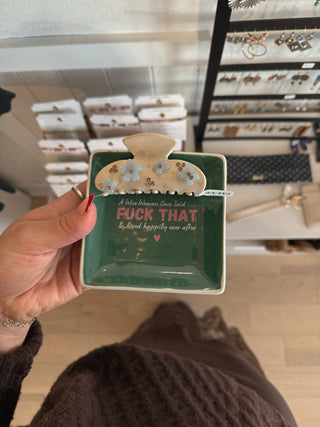 A Wise Woman Once Said...
FUCK THAT
& lived happily ever after